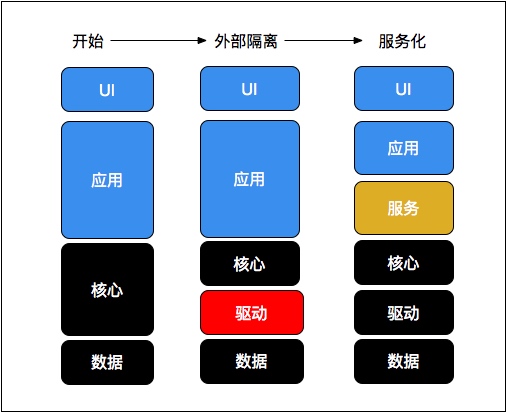 开始 外部隔离 服务化
UI UI UI
应用 应用 应用
服务
核心 核心 核心
驱动 驱动
数据 数据 数据